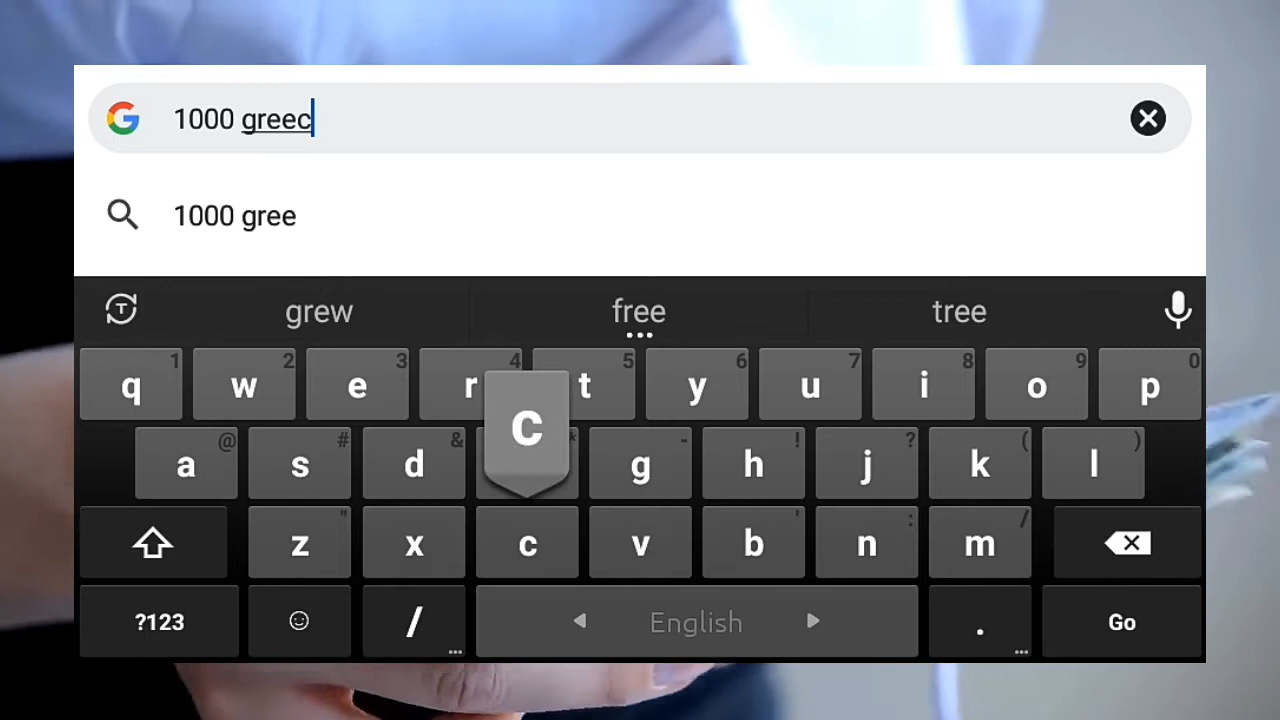 1000 greec
1000 gree
grew free tree
q 1 w 2 e 3 r 4 t 5 y 6 u 7 i 8 o 9 p 0
a @ s # d & c * g - h ! j ? k ( l )
z " x c v b ' n : m /
?123 / ... English . ... Go